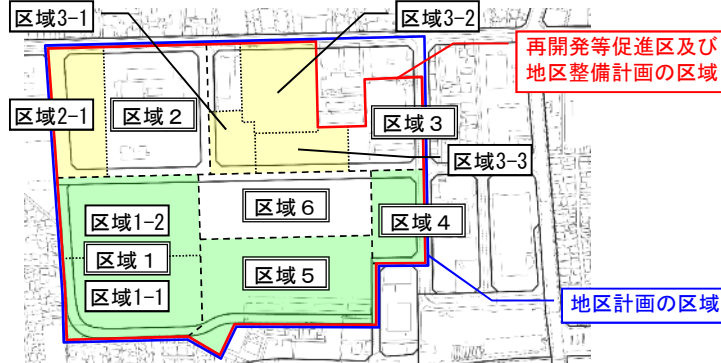 区域3-1
区域3-2
再開発等促進区及び
地区整備計画の区域
区域2-1
区域２
区域３
区域3-3
区域1-2
区域６
区域４
区域１
区域５
区域1-1
地区計画の区域